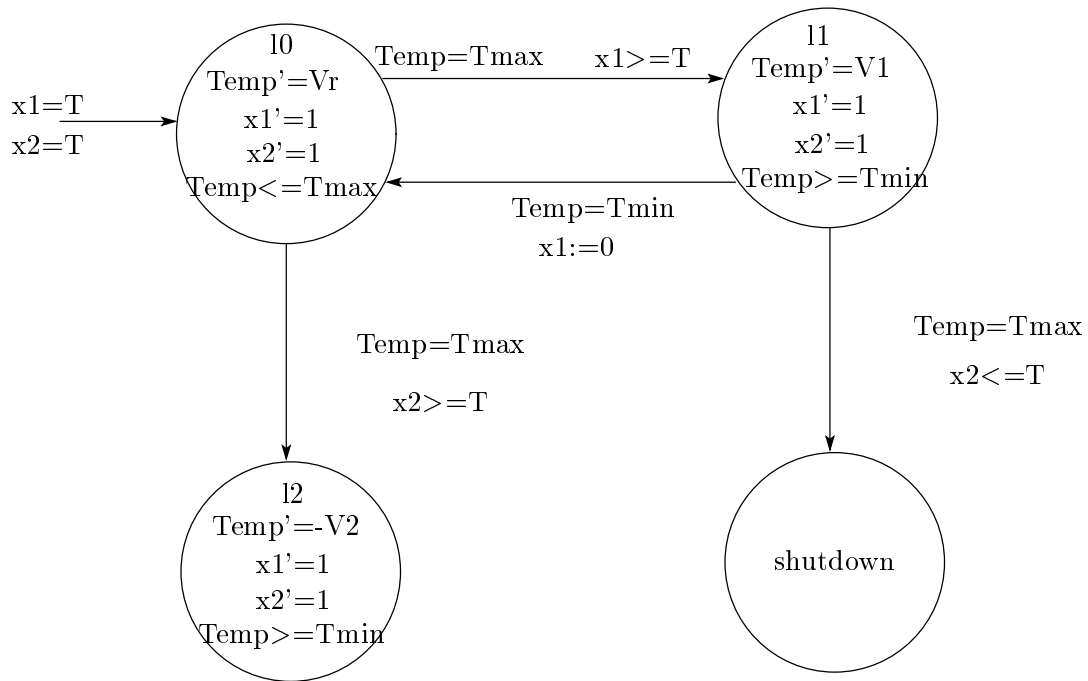 x1=T
x2=T
l0
Temp'=Vr
x1'=1
x2'=1
Temp<=Tmax
Temp=Tmax x1>=T
l1
Temp'=V1
x1'=1
x2'=1
Temp>=Tmin
Temp=Tmin
x1:=0
Temp=Tmax
x2>=T
Temp=Tmax
x2<=T
l2
Temp'=-V2
x1'=1
x2'=1
Temp>=Tmin
shutdown